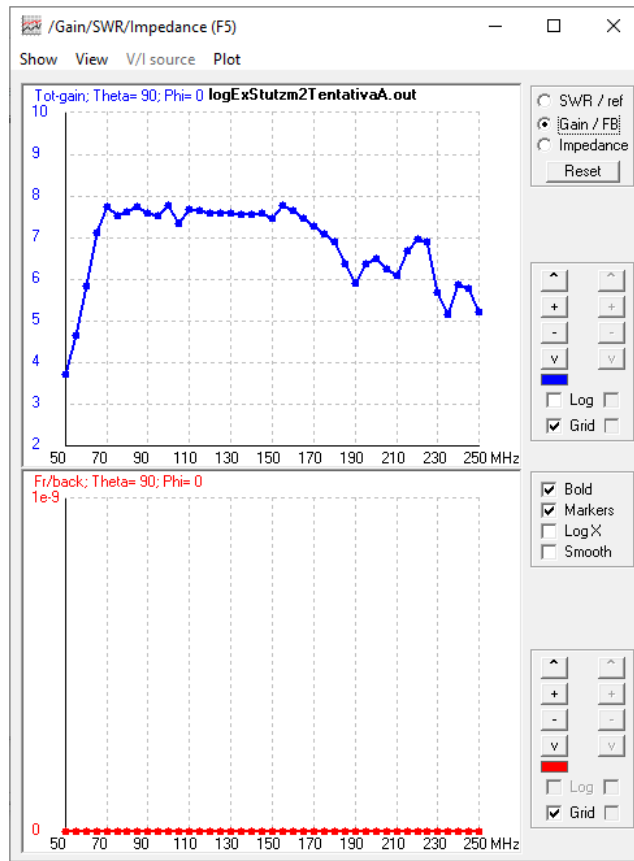 /Gain/SWR/Impedance (F5)
Show View V/I source Plot
Tot-gain; Theta= 90; Phi= 0 logExStutzm2TentativaA.out
10
9
8
7
6
5
4
3
2
50 70 90 110 130 150 170 190 210 230 MHz 250
Fr/back; Theta= 90; Phi= 0
1e-9
0
50 70 90 110 130 150 170 190 210 230 MHz 250
SWR / ref
Gain / FB
Impedance
Reset
^ ^
+ +
- -
v v
Log
Grid
Bold
Markers
Log X
Smooth
^ ^
+ +
- -
v v
Log
Grid